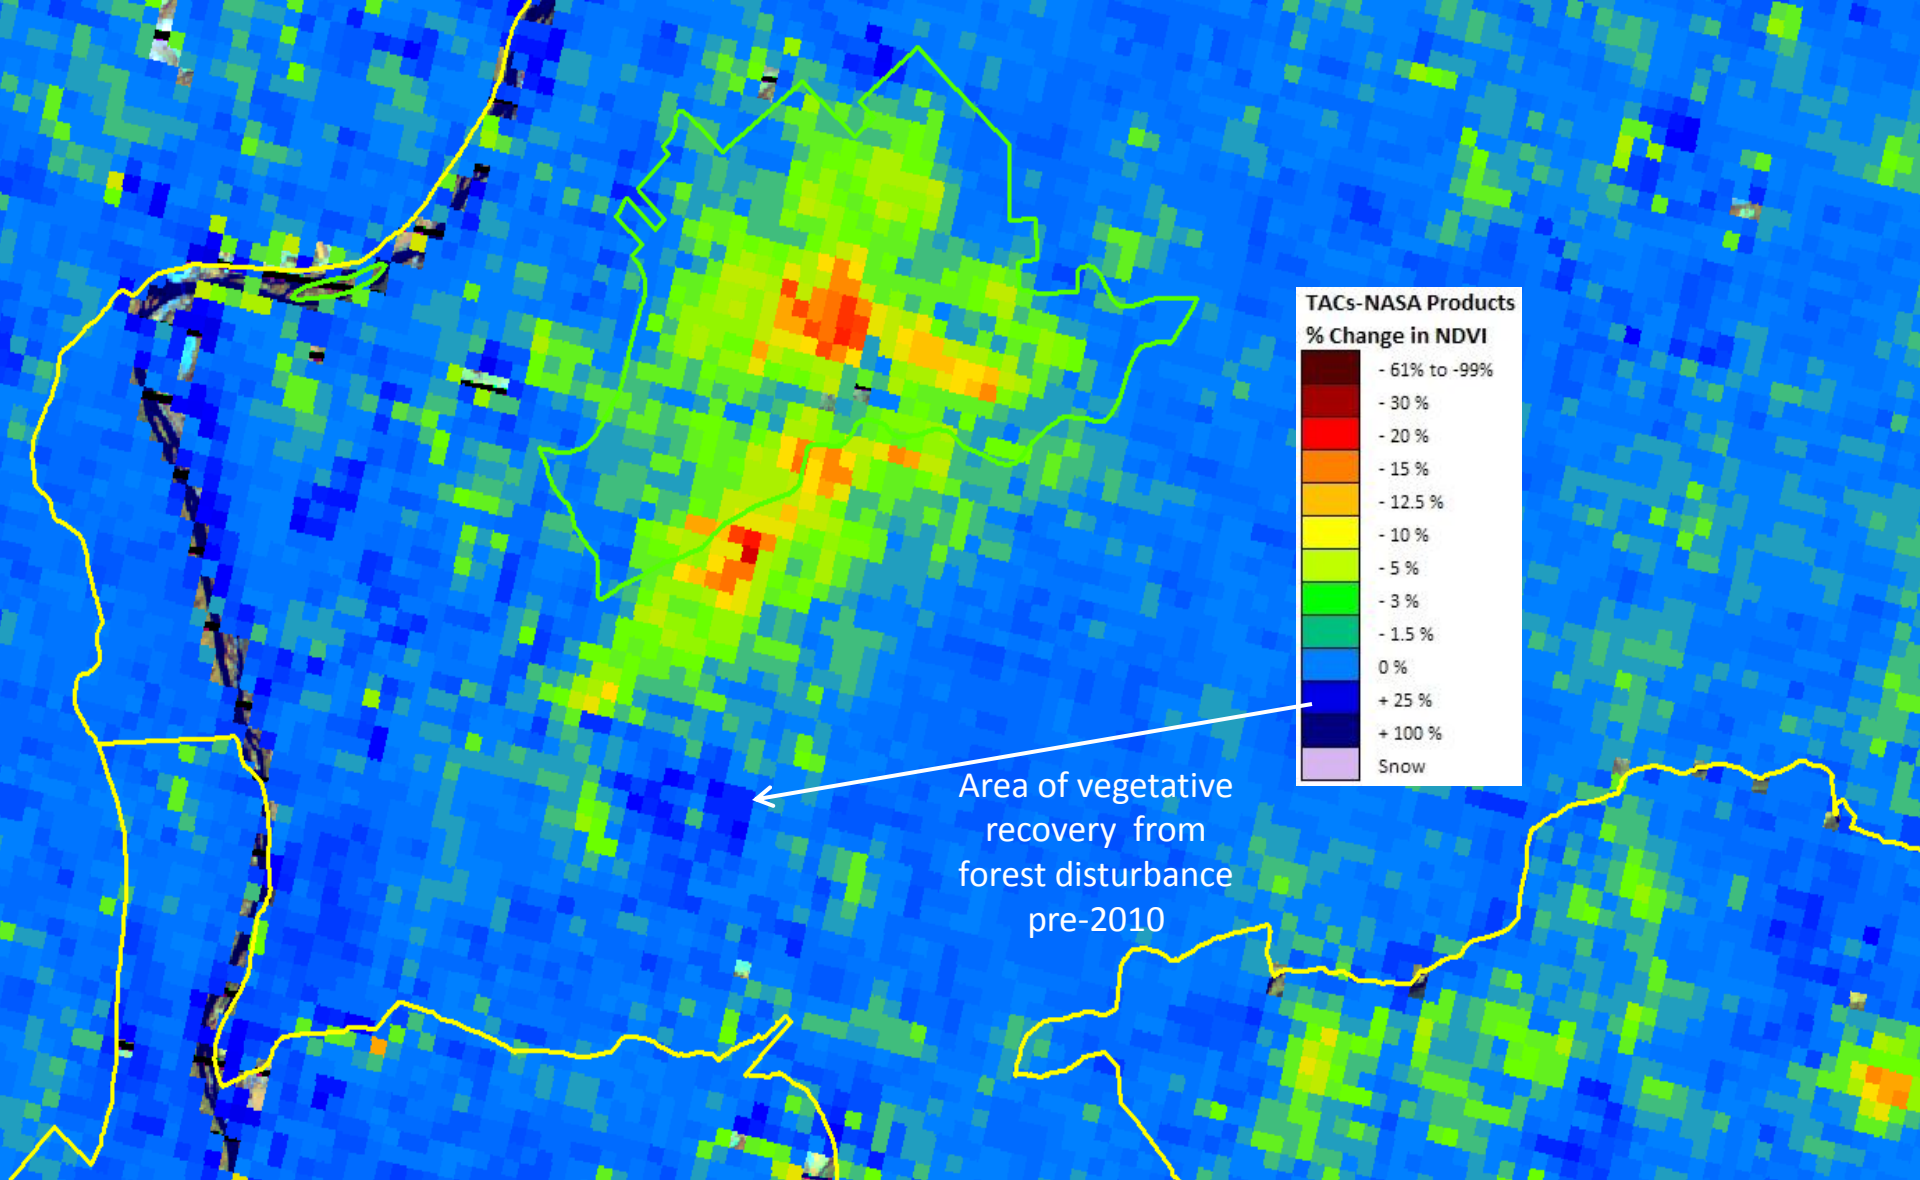 TACs-NASA Products
% Change in NDVI
- 61% to -99%
- 30 %
- 20 %
- 15 %
- 12.5 %
- 10 %
- 5 %
- 3 %
- 1.5 %
0 %
+ 25 %
+ 100 %
Snow
Area of vegetative
recovery from
forest disturbance
pre-2010